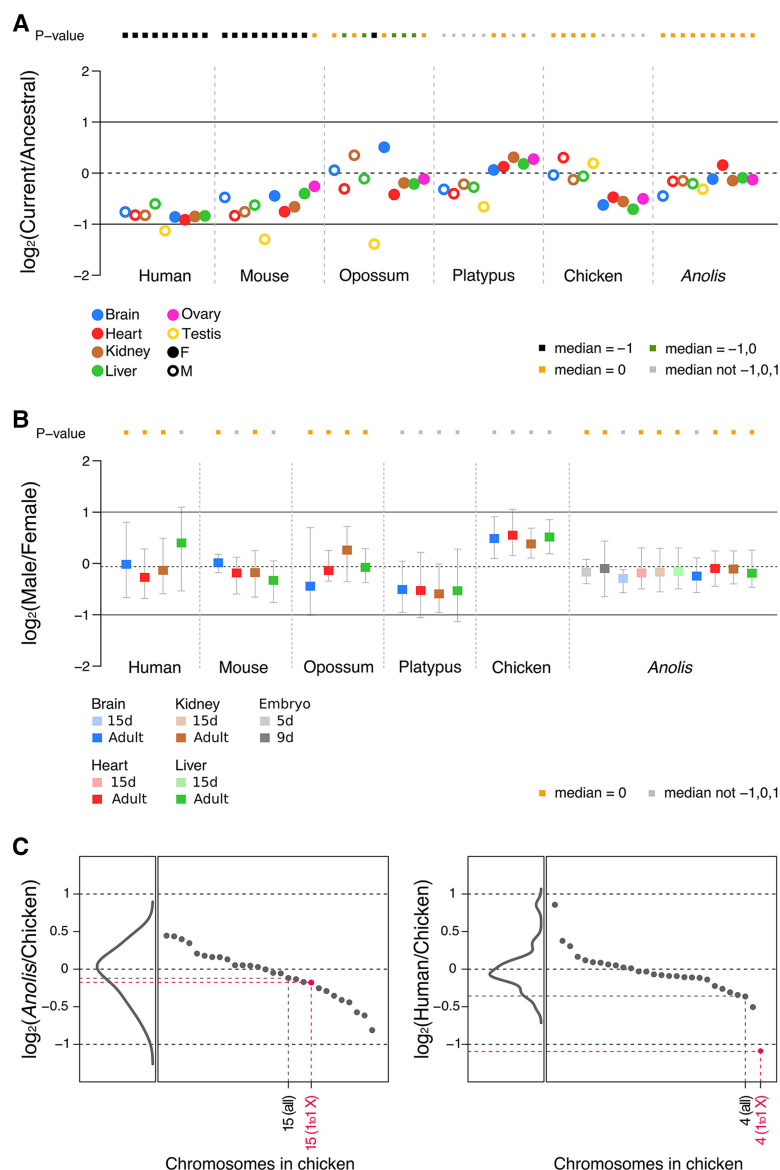 A
P−value
2
1
0
−1
−2
log2(Current/Ancestral)
Human Mouse Opossum Platypus Chicken Anolis
Brain Ovary
Heart Testis
Kidney F
Liver M
median = −1 median = −1,0
median = 0 median not −1,0,1
B
P−value
2
1
0
−1
−2
log2(Male/Female)
Human Mouse Opossum Platypus Chicken Anolis
Brain Kidney Embryo
15d 15d 5d
Adult Adult 9d
Heart Liver
15d 15d
Adult Adult
median = 0 median not −1,0,1
C
log2(Anolis/Chicken)
1
0.5
0
−0.5
−1
15 (all)
15 (1to1 X)
Chromosomes in chicken
log2(Human/Chicken)
1
0.5
0
−0.5
−1
4 (all)
4 (1to1 X)
Chromosomes in chicken